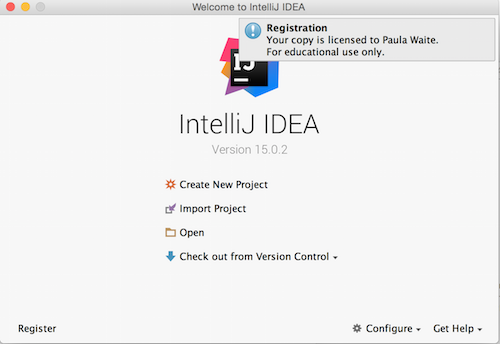 Welcome to IntelliJ IDEA
Registration
Your copy is licensed to Paula Waite.
For educational use only.
IJ
IntelliJ IDEA
Version 15.0.2
Create New Project
Import Project
Open
Check out from Version Control
Register
Configure
Get Help